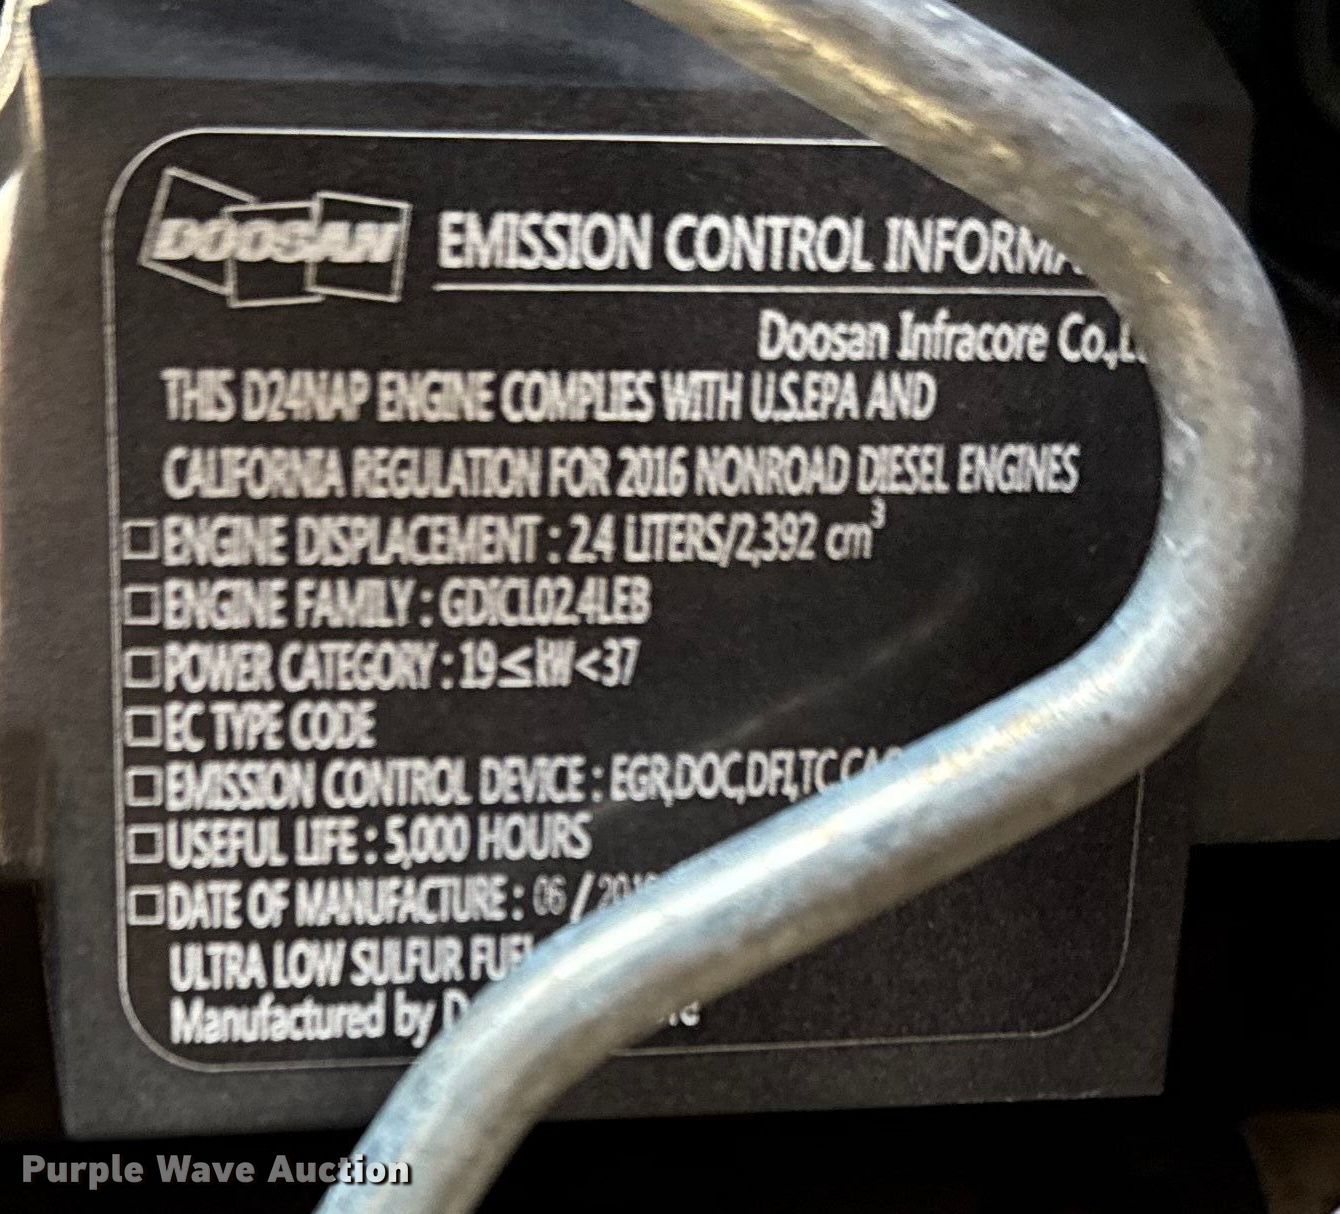 DOOSAN EMISSION CONTROL
Doosan Infracore Co.,
THIS D24NAP ENGINE COMPLIES WITH U.S.EPA AND
CALIFORNIA REGULATION FOR 2016 NONROAD DIESEL ENGINES
ENGINE DISPLACEMENT : 2.4 LITERS/2,392 cm³
ENGINE FAMILY : GDICL02.4LEB
POWER CATEGORY : 19≤kW<37
EC TYPE CODE
EMISSION CONTROL DEVICE : EGR,DOC,DFI,TC,
USEFUL LIFE : 5,000 HOURS
DATE OF MANUFACTURE : 06 /
ULTRA LOW SULFUR FUEL
Manufactured by
Purple Wave Auction